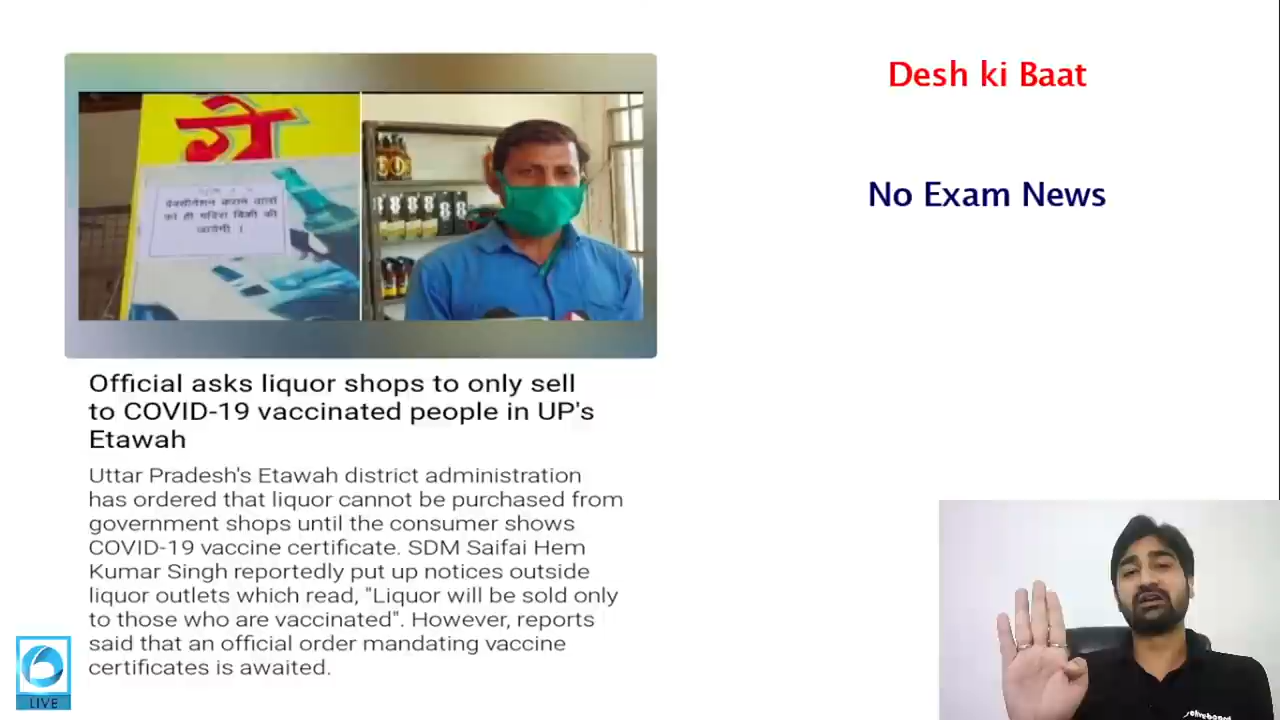 Desh ki Baat
No Exam News
गे
वैक्सीनेशन कराने वालों
को ही मदिरा बिक्री की
जायेगी ।
Official asks liquor shops to only sell
to COVID-19 vaccinated people in UP's
Etawah
Uttar Pradesh's Etawah district administration
has ordered that liquor cannot be purchased from
government shops until the consumer shows
COVID-19 vaccine certificate. SDM Saifai Hem
Kumar Singh reportedly put up notices outside
liquor outlets which read, "Liquor will be sold only
to those who are vaccinated". However, reports
said that an official order mandating vaccine
certificates is awaited.
LIVE